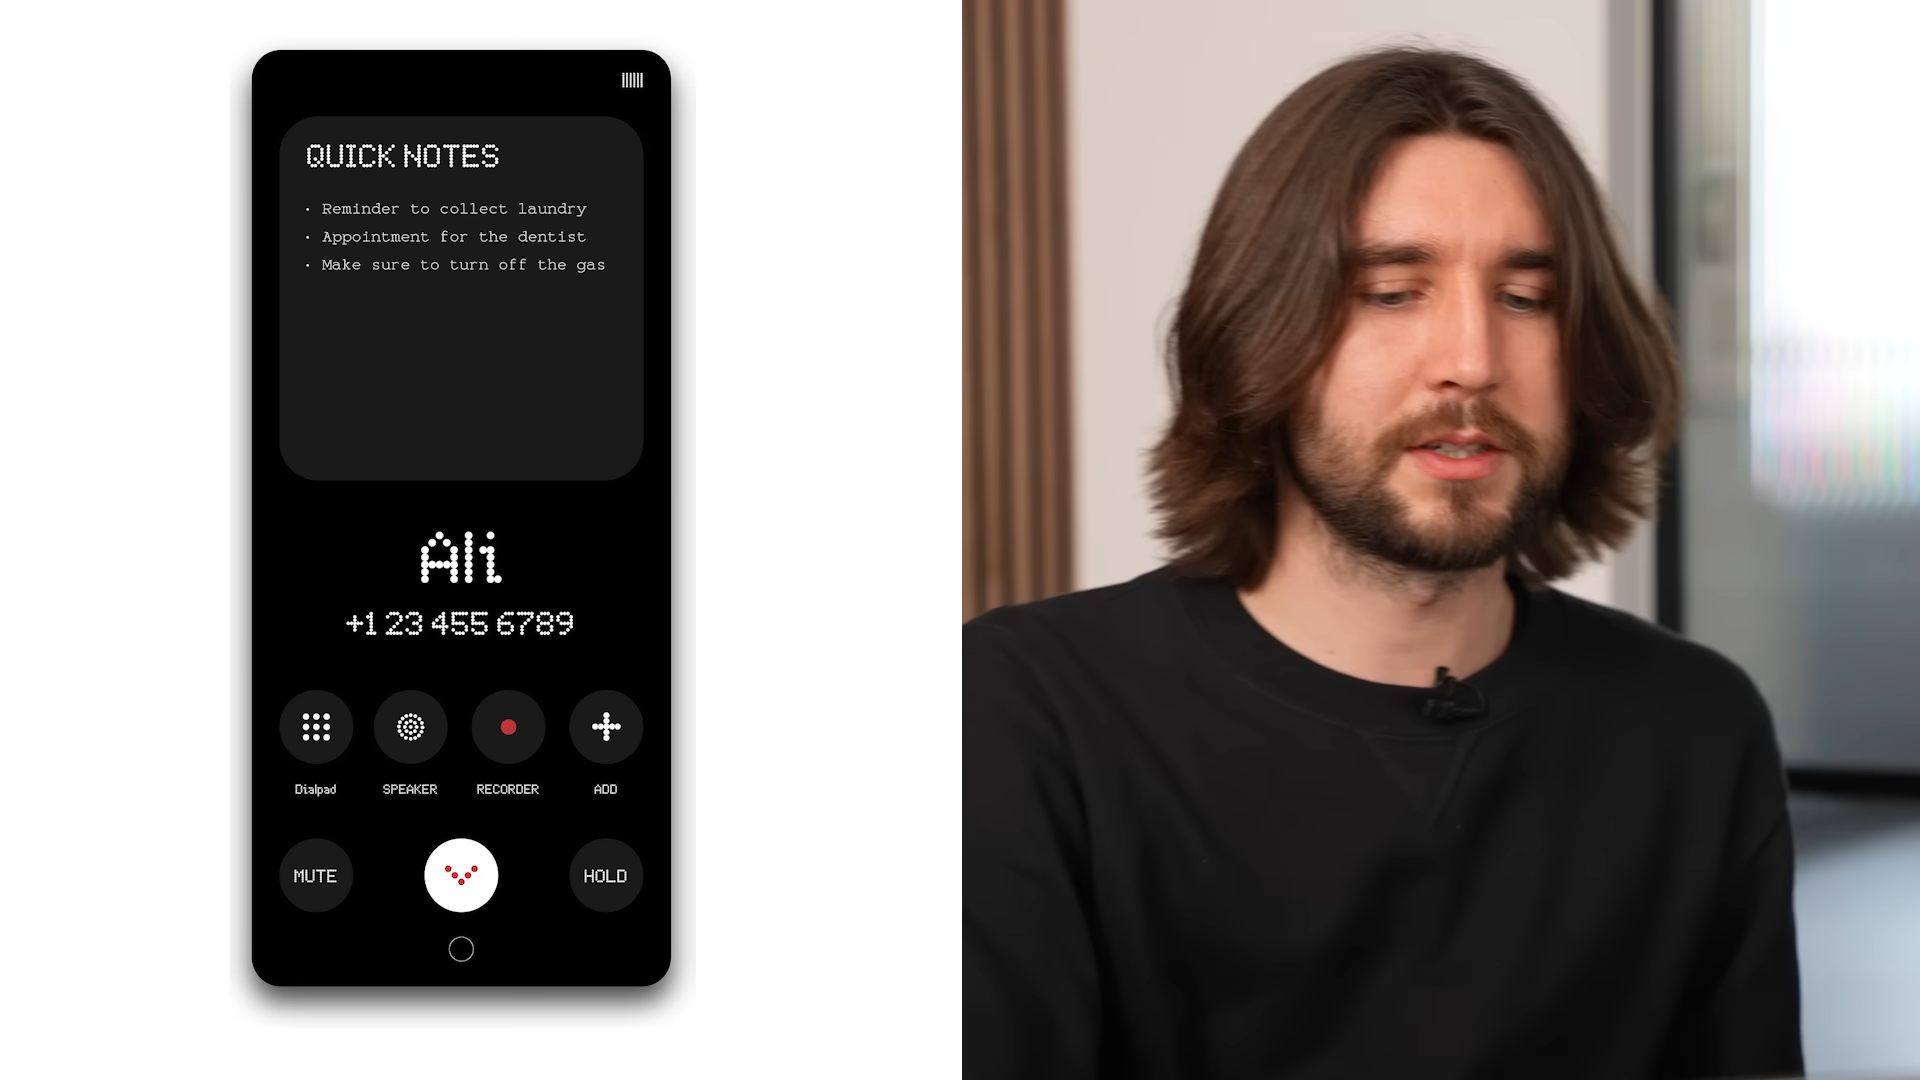 QUICK NOTES
· Reminder to collect laundry
· Appointment for the dentist
· Make sure to turn off the gas
Ali
+1 23 455 6789
Dialpad SPEAKER RECORDER ADD
MUTE HOLD